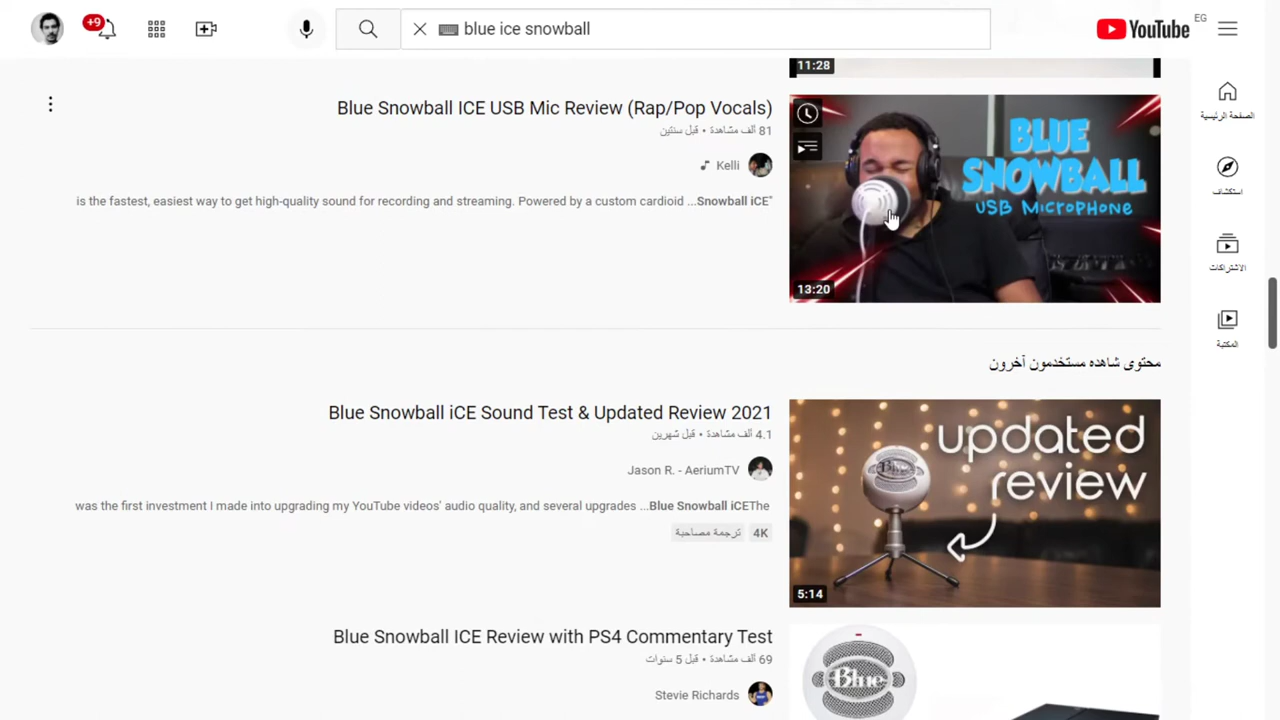 +9
blue ice snowball
YouTube EG
11:28
Blue Snowball ICE USB Mic Review (Rap/Pop Vocals)
81 ألف مشاهدة • قبل سنتين
Kelli
is the fastest, easiest way to get high-quality sound for recording and streaming. Powered by a custom cardioid ...Snowball iCE"
BLUE
SNOWBALL
USB MICROPHONE
13:20
الصفحة الرئيسية
استكشاف
الاشتراكات
المكتبة
محتوى شاهده مستخدمون آخرون
Blue Snowball iCE Sound Test & Updated Review 2021
4.1 ألف مشاهدة • قبل شهرين
Jason R. - AeriumTV
was the first investment I made into upgrading my YouTube videos' audio quality, and several upgrades ...Blue Snowball iCEThe
4K
ترجمة مصاحبة
updated
review
Blue
5:14
Blue Snowball ICE Review with PS4 Commentary Test
69 ألف مشاهدة • قبل 5 سنوات
Stevie Richards
Blue